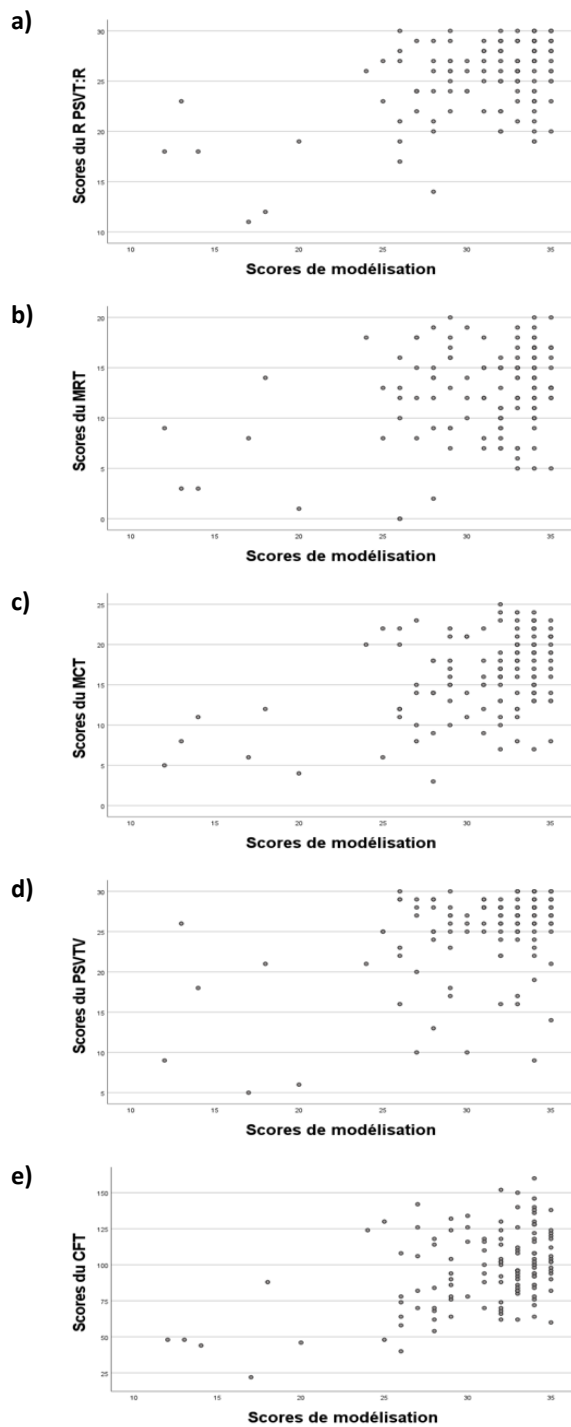 a)
30
25
20
15
10
Scores du R PSVT:R
10 15 20 25 30 35
Scores de modélisation
b)
20
15
10
5
0
Scores du MRT
10 15 20 25 30 35
Scores de modélisation
c)
25
20
15
10
5
0
Scores du MCT
10 15 20 25 30 35
Scores de modélisation
d)
30
25
20
15
10
5
Scores du PSVTV
10 15 20 25 30 35
Scores de modélisation
e)
150
125
100
75
50
25
Scores du CFT
10 15 20 25 30 35
Scores de modélisation